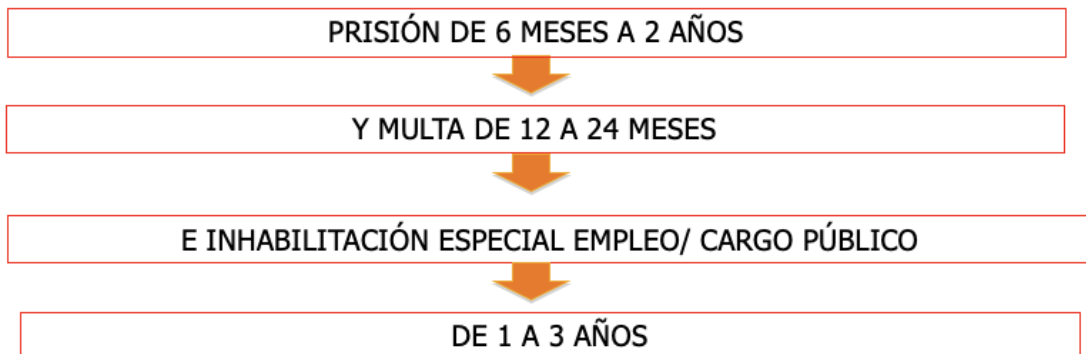 PRISIÓN DE 6 MESES A 2 AÑOS
Y MULTA DE 12 A 24 MESES
E INHABILITACIÓN ESPECIAL EMPLEO/ CARGO PÚBLICO
DE 1 A 3 AÑOS